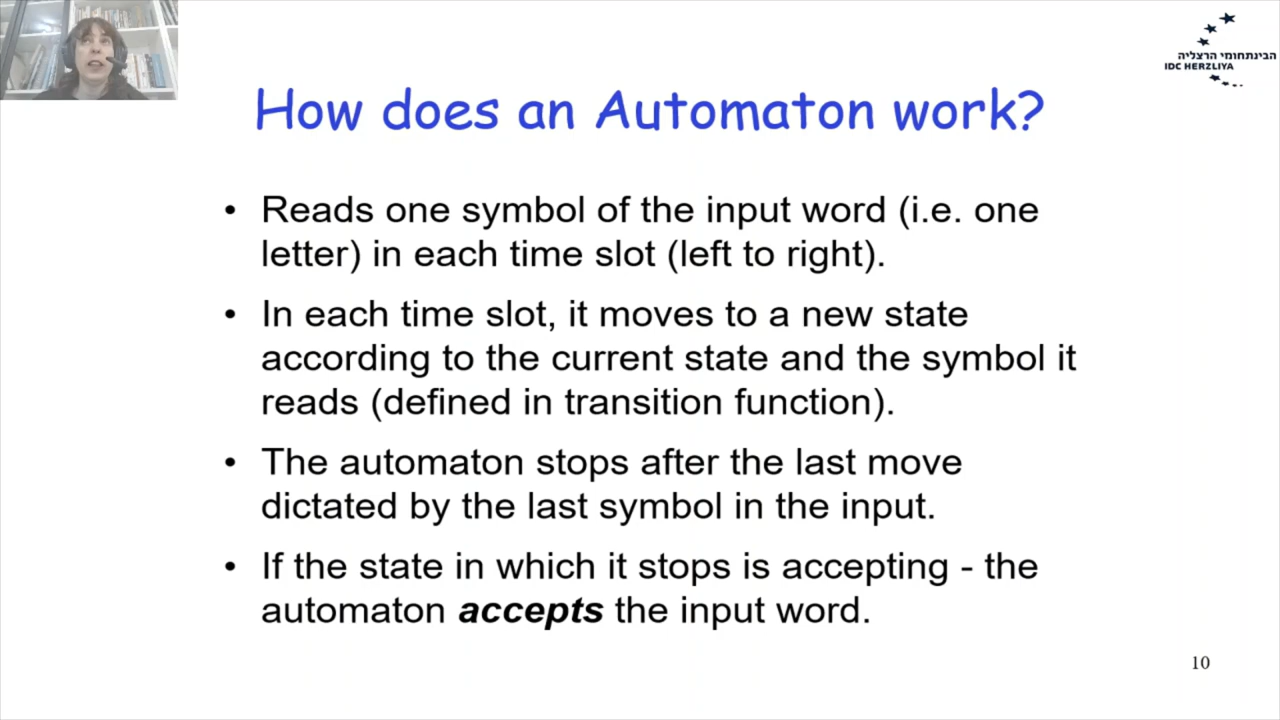 הבינתחומי הרצליה
IDC HERZLIYA
How does an Automaton work?
• Reads one symbol of the input word (i.e. one
letter) in each time slot (left to right).
• In each time slot, it moves to a new state
according to the current state and the symbol it
reads (defined in transition function).
• The automaton stops after the last move
dictated by the last symbol in the input.
• If the state in which it stops is accepting - the
automaton accepts the input word.
10